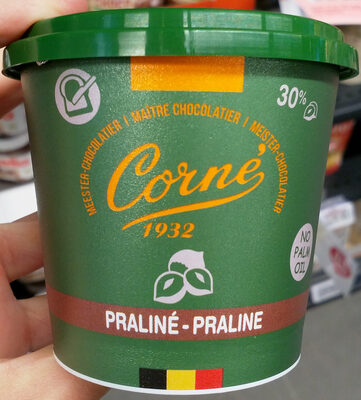 30%
MEESTER-CHOCOLATIER | MAÎTRE CHOCOLATIER | MEISTER-CHOCOLATIER
Corné
1932
NO
PALM
OIL
PRALINÉ - PRALINE